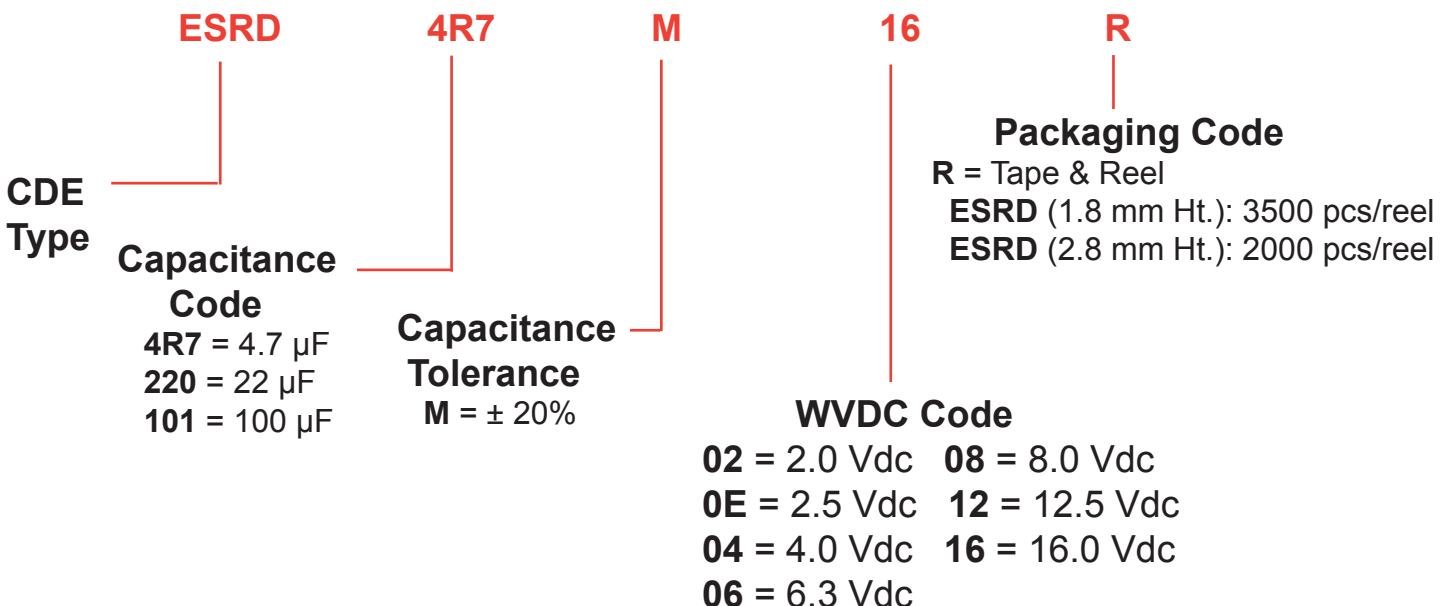 ESRD 4R7 M 16 R
CDE
Type
Capacitance
Code
4R7 = 4.7 µF
220 = 22 µF
101 = 100 µF
Capacitance
Tolerance
M = ± 20%
WVDC Code
02 = 2.0 Vdc 08 = 8.0 Vdc
0E = 2.5 Vdc 12 = 12.5 Vdc
04 = 4.0 Vdc 16 = 16.0 Vdc
06 = 6.3 Vdc
Packaging Code
R = Tape & Reel
ESRD (1.8 mm Ht.): 3500 pcs/reel
ESRD (2.8 mm Ht.): 2000 pcs/reel